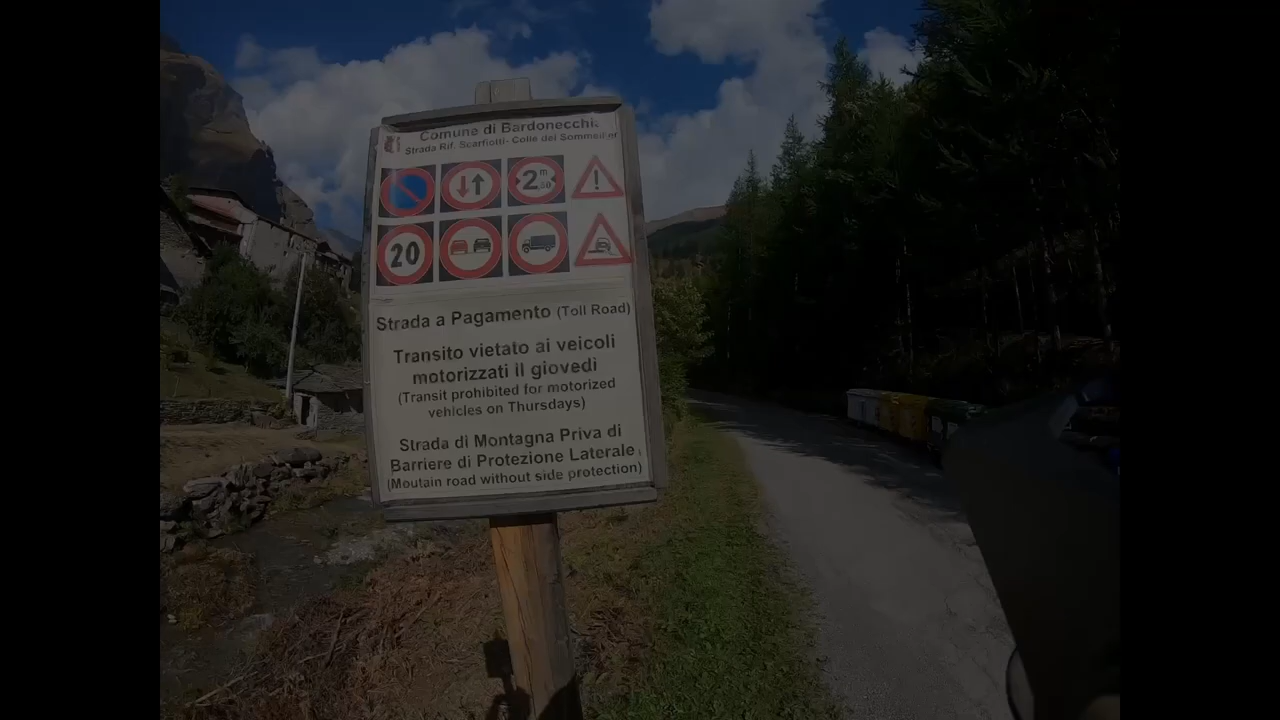 Comune di Bardonecchia
Strada Rif. Scarfiotti- Colle del Sommeiller
2 m ,50
!
20
Strada a Pagamento (Toll Road)
Transito vietato ai veicoli
motorizzati il giovedì
(Transit prohibited for motorized
vehicles on Thursdays)
Strada di Montagna Priva di
Barriere di Protezione Laterale
(Moutain road without side protection)